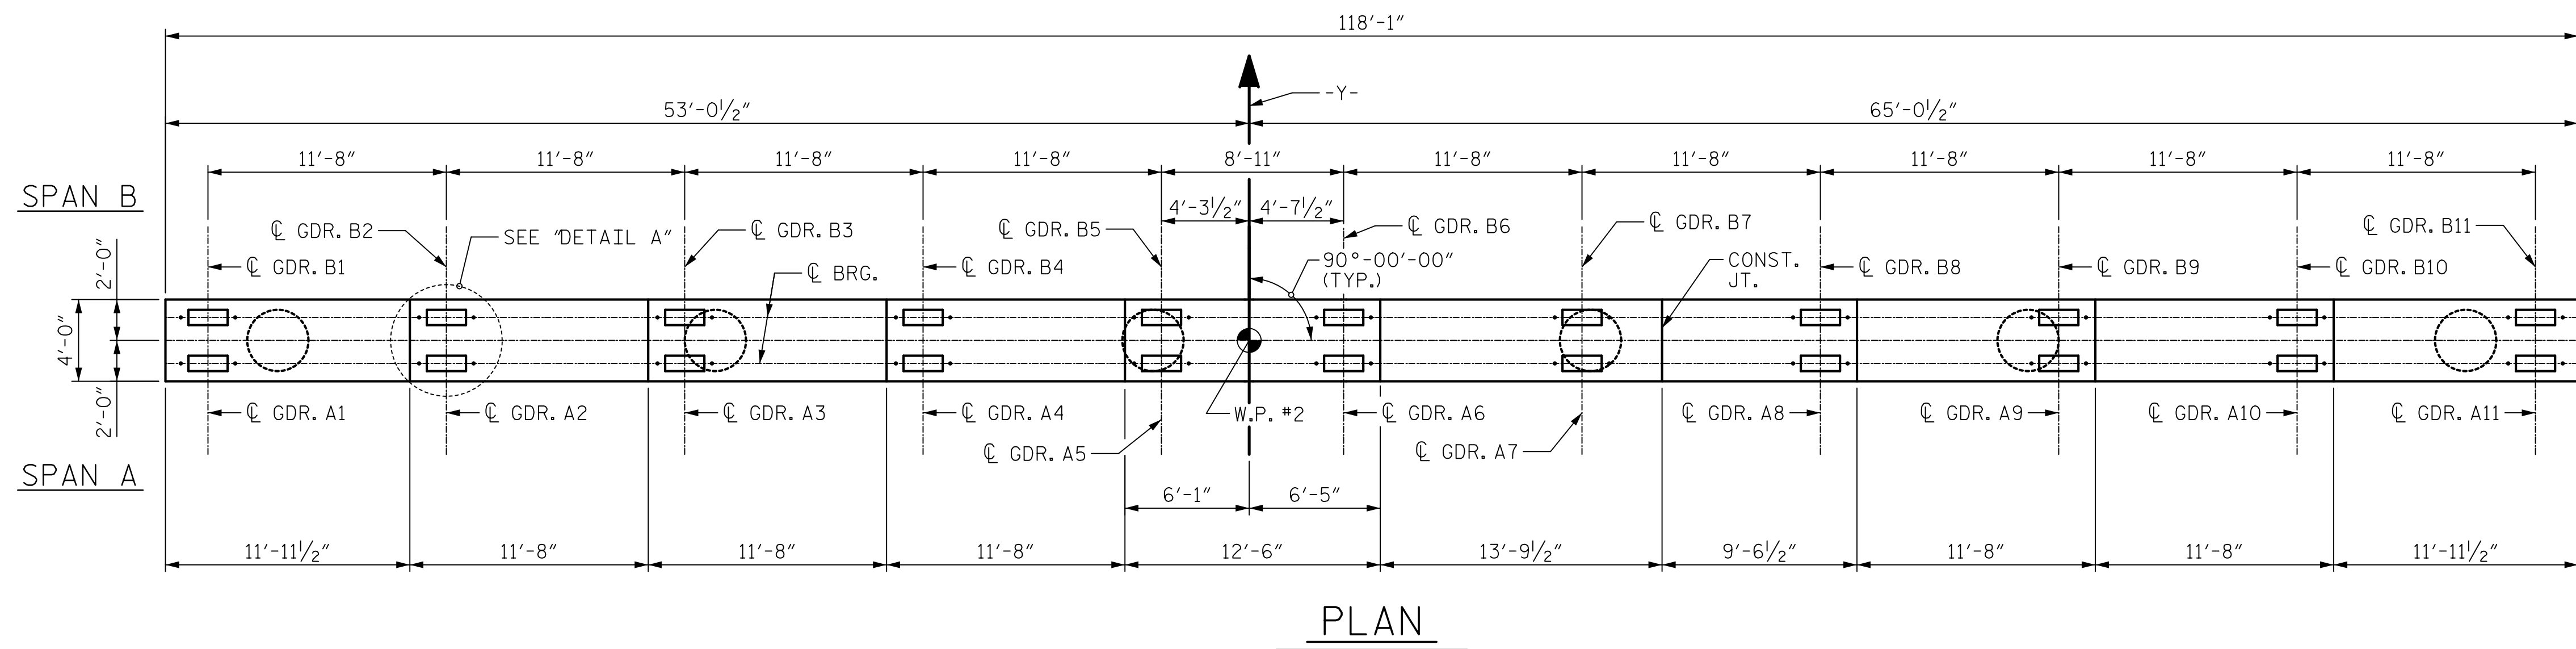 118′-1″
53′-0½″
-Y-
65′-0½″
11′-8″ 11′-8″ 11′-8″ 11′-8″ 8′-11″ 11′-8″ 11′-8″ 11′-8″ 11′-8″ 11′-8″
SPAN B
4′-3½″ 4′-7½″
℄ GDR. B2
SEE "DETAIL A"
℄ GDR. B3
℄ GDR. B5
℄ GDR. B6
℄ GDR. B7
℄ GDR. B11
2′-0″
℄ GDR. B1
℄ BRG.
℄ GDR. B4
90°-00′-00″
(TYP.)
CONST.
JT.
℄ GDR. B8
℄ GDR. B9
℄ GDR. B10
4′-0″
2′-0″
℄ GDR. A1
℄ GDR. A2
℄ GDR. A3
℄ GDR. A4
W.P. #2
℄ GDR. A6
℄ GDR. A8
℄ GDR. A9
℄ GDR. A10
℄ GDR. A11
℄ GDR. A5
℄ GDR. A7
SPAN A
6′-1″ 6′-5″
11′-11½″ 11′-8″ 11′-8″ 11′-8″ 12′-6″ 13′-9½″ 9′-6½″ 11′-8″ 11′-8″ 11′-11½″
PLAN